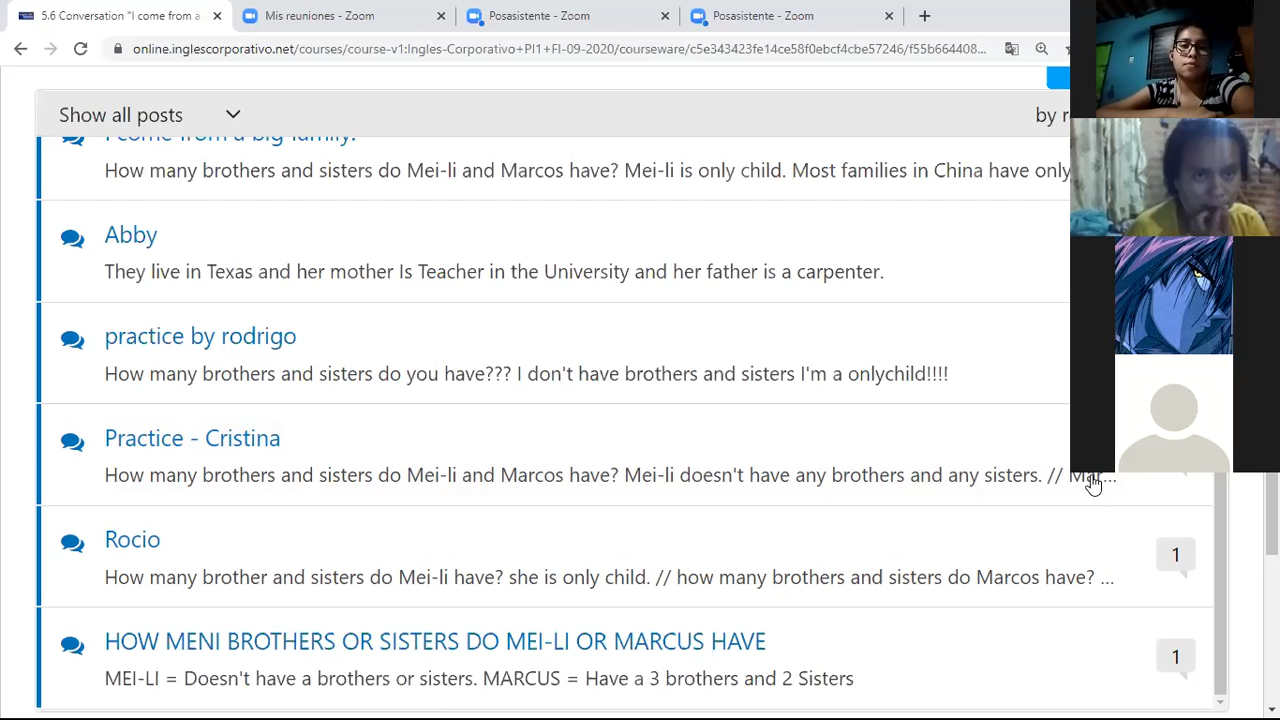 5.6 Conversation "I come from a
Mis reuniones - Zoom
Posasistente - Zoom
Posasistente - Zoom
online.inglescorporativo.net/courses/course-v1:Ingles-Corporativo+PI1+FI-09-2020/courseware/c5e343423fe14ce58f0ebcf4cbe57246/f55b664408...
Show all posts
by r
I come from a big family.
How many brothers and sisters do Mei-li and Marcos have? Mei-li is only child. Most families in China have only
Abby
They live in Texas and her mother Is Teacher in the University and her father is a carpenter.
practice by rodrigo
How many brothers and sisters do you have??? I don't have brothers and sisters I'm a onlychild!!!!
Practice - Cristina
How many brothers and sisters do Mei-li and Marcos have? Mei-li doesn't have any brothers and any sisters. // Mar...
Rocio
How many brother and sisters do Mei-li have? she is only child. // how many brothers and sisters do Marcos have? ...
1
HOW MENI BROTHERS OR SISTERS DO MEI-LI OR MARCUS HAVE
MEI-LI = Doesn't have a brothers or sisters. MARCUS = Have a 3 brothers and 2 Sisters
1